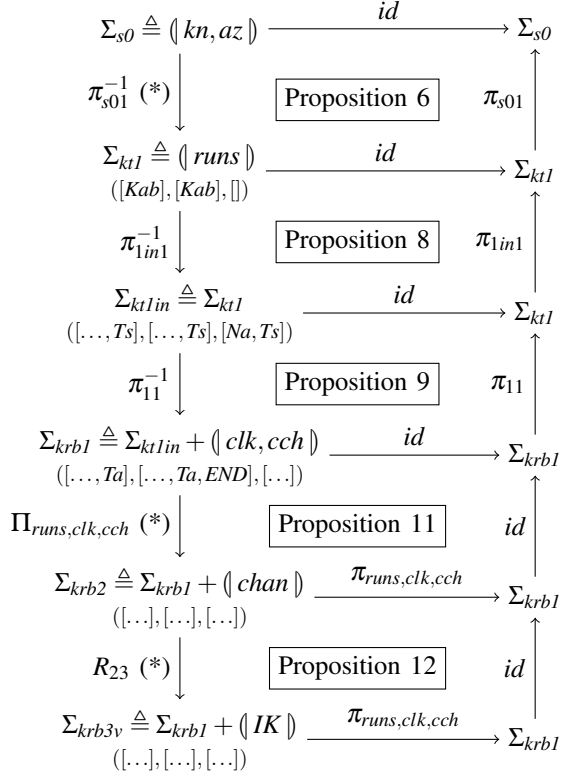 Σ_{s0} ≜ ⦇ kn, az ⦈ id Σ_{s0}
π_{s01}^{-1} (*) Proposition 6 π_{s01}
Σ_{kt1} ≜ ⦇ runs ⦈ id Σ_{kt1}
([Kab], [Kab], [])
π_{1in1}^{-1} Proposition 8 π_{1in1}
Σ_{kt1in} ≜ Σ_{kt1} id Σ_{kt1}
([…, Ts], […, Ts], [Na, Ts])
π_{11}^{-1} Proposition 9 π_{11}
Σ_{krb1} ≜ Σ_{kt1in} + ⦇ clk, cch ⦈ id Σ_{krb1}
([…, Ta], […, Ta, END], […])
Π_{runs,clk,cch} (*) Proposition 11 id
Σ_{krb2} ≜ Σ_{krb1} + ⦇ chan ⦈ π_{runs,clk,cch} Σ_{krb1}
([…], […], […])
R_{23} (*) Proposition 12 id
Σ_{krb3v} ≜ Σ_{krb1} + ⦇ IK ⦈ π_{runs,clk,cch} Σ_{krb1}
([…], […], […])